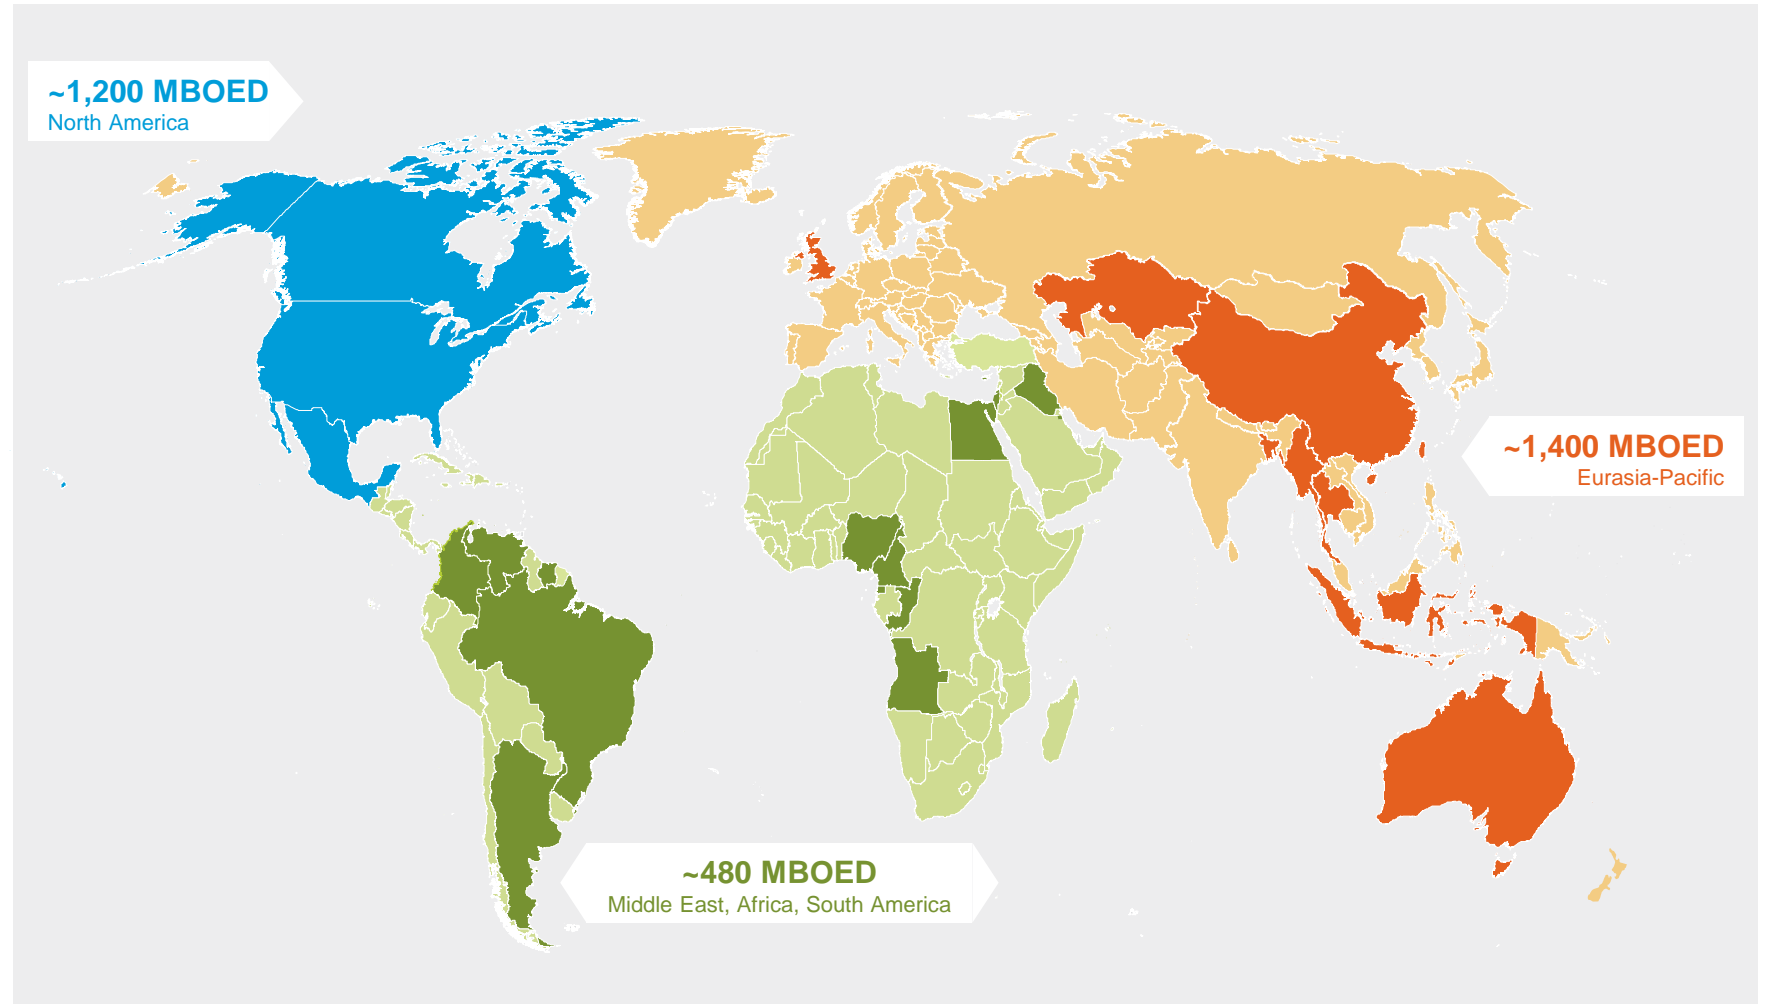 ~1,200 MBOED
North America
~1,400 MBOED
Eurasia-Pacific
~480 MBOED
Middle East, Africa, South America